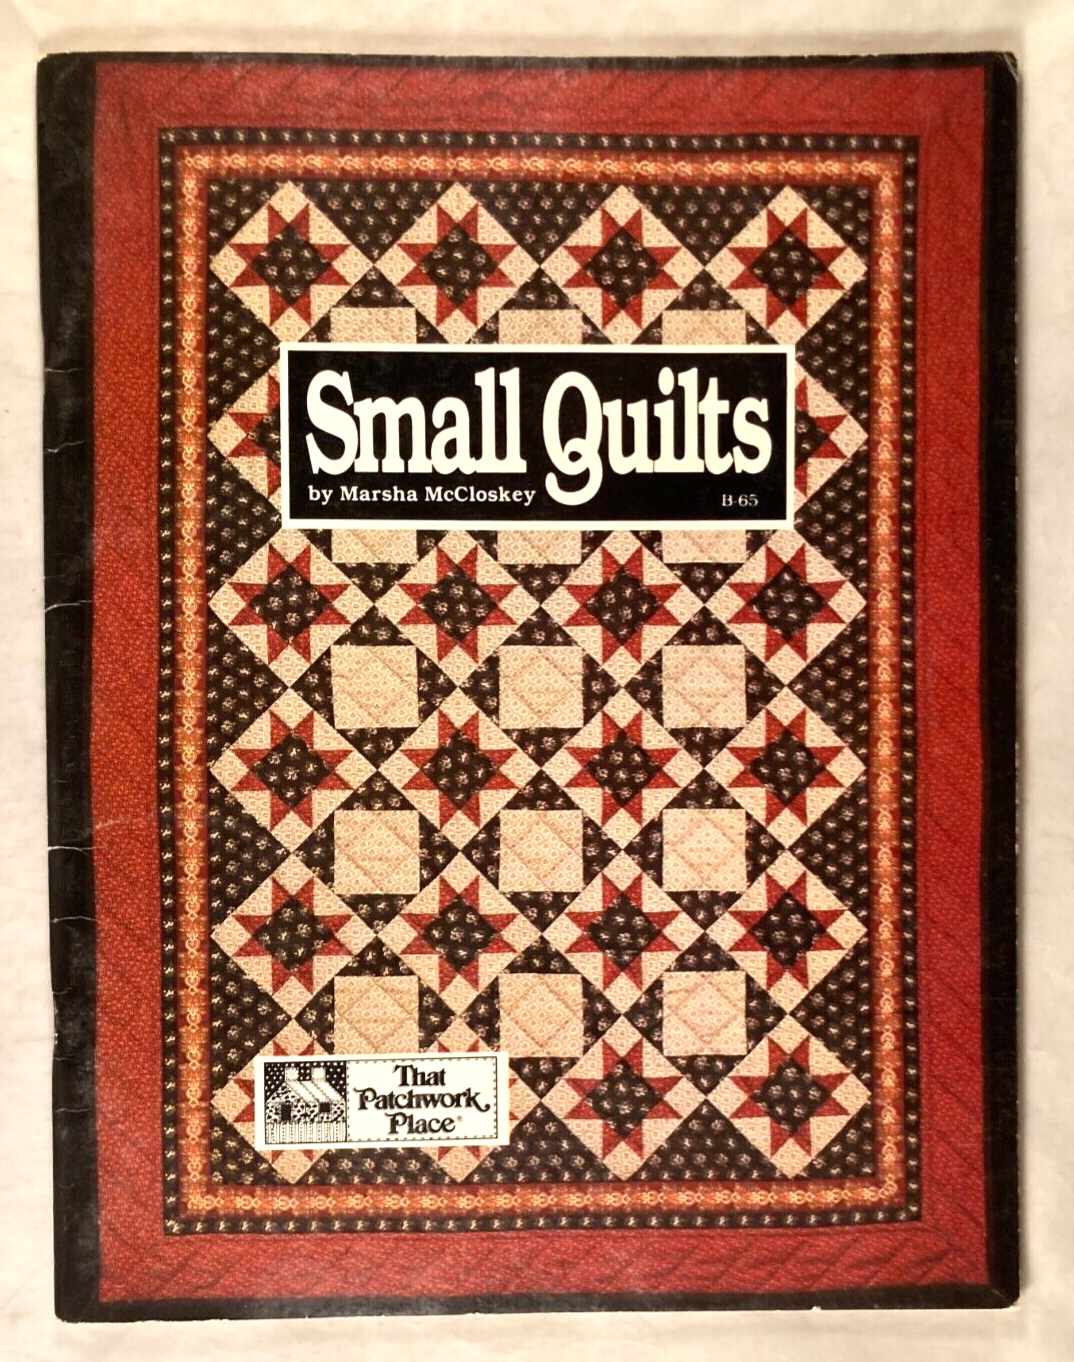 Small Quilts
by Marsha McCloskey
B-65
That
Patchwork
Place®